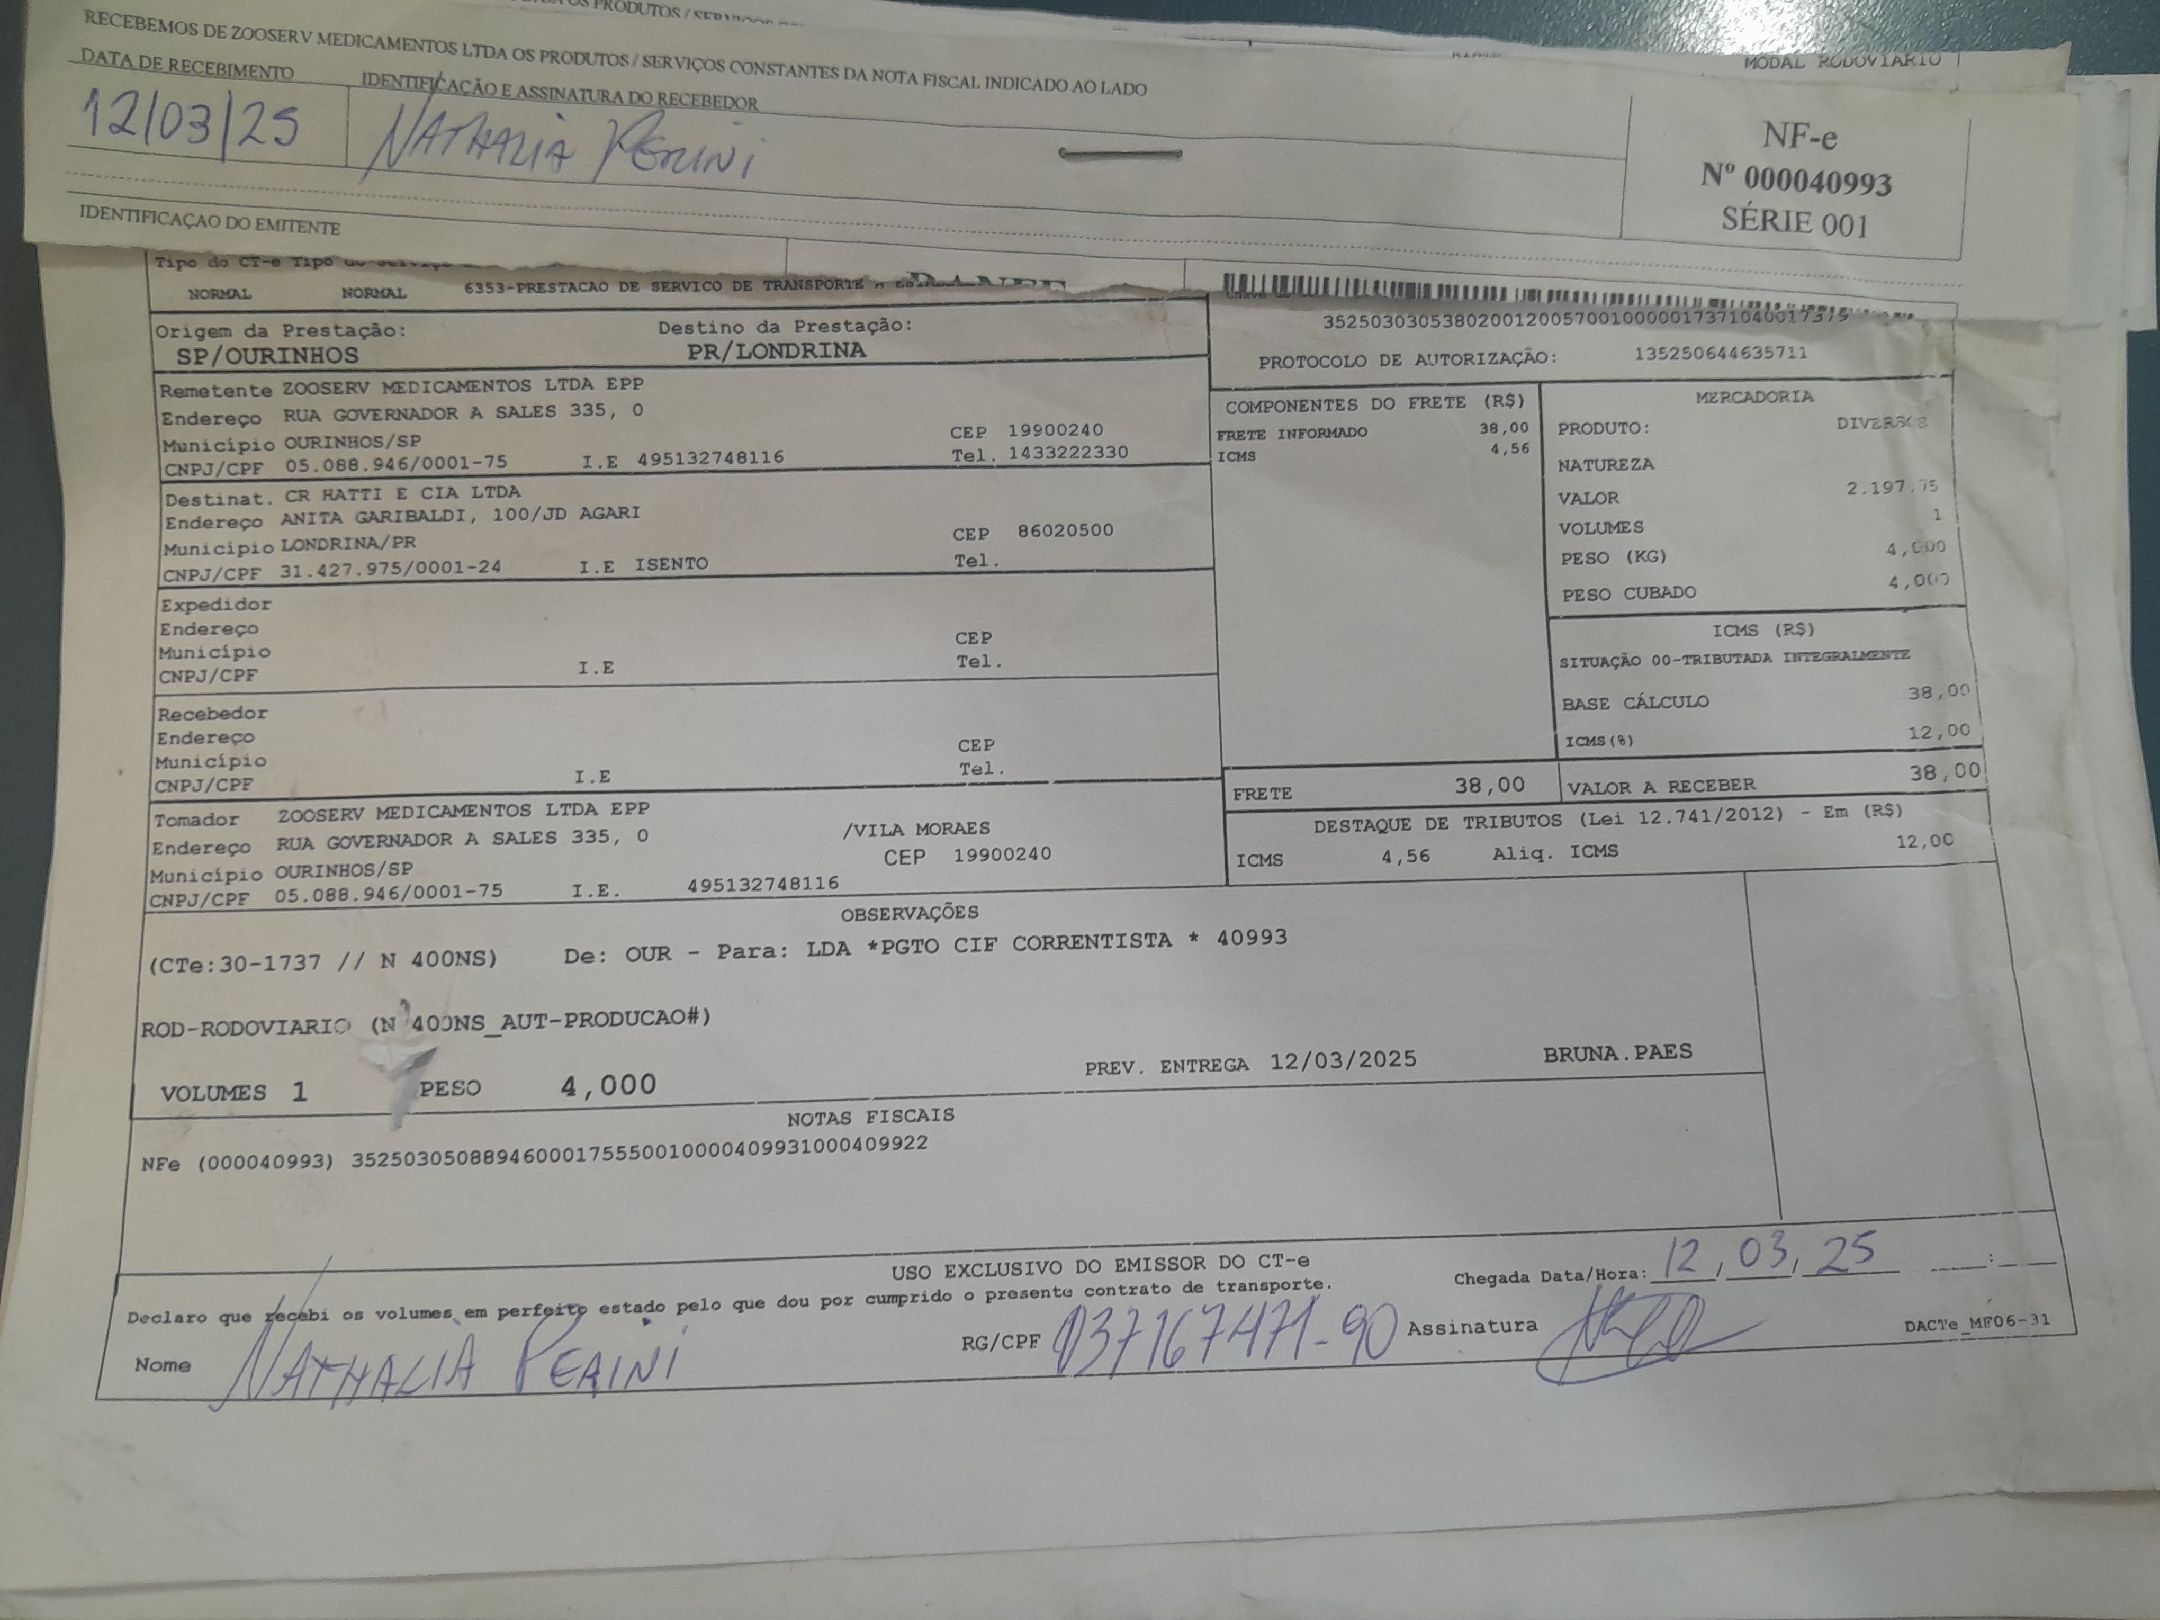 RECEBEMOS DE ZOOSERV MEDICAMENTOS LTDA OS PRODUTOS / SERVIÇOS CONSTANTES DA NOTA FISCAL INDICADO AO LADO
MODAL RODOVIARIO
DATA DE RECEBIMENTO IDENTIFICAÇÃO E ASSINATURA DO RECEBEDOR
12/03/25 NATHALIA PERINI
NF-e
Nº 000040993
SÉRIE 001
IDENTIFICAÇAO DO EMITENTE
Tipo do CT-e Tipo do
NORMAL NORMAL 6353-PRESTACAO DE SERVICO DE TRANSPORTE
Origem da Prestação: Destino da Prestação:
SP/OURINHOS PR/LONDRINA
PROTOCOLO DE AUTORIZAÇÃO: 135250644635711
Remetente ZOOSERV MEDICAMENTOS LTDA EPP
Endereço RUA GOVERNADOR A SALES 335, 0
Município OURINHOS/SP CEP 19900240
CNPJ/CPF 05.088.946/0001-75 I.E 495132748116 Tel. 1433222330
COMPONENTES DO FRETE (R$)
FRETE INFORMADO 38,00
ICMS 4,56
MERCADORIA
PRODUTO: DIVERSOS
NATUREZA
VALOR 2.197,75
VOLUMES 1
PESO (KG) 4,000
PESO CUBADO 4,000
Destinat. CR HATTI E CIA LTDA
Endereço ANITA GARIBALDI, 100/JD AGARI
Município LONDRINA/PR CEP 86020500
CNPJ/CPF 31.427.975/0001-24 I.E ISENTO Tel.
Expedidor
Endereço
Município CEP
CNPJ/CPF I.E Tel.
ICMS (R$)
SITUAÇÃO 00-TRIBUTADA INTEGRALMENTE
BASE CÁLCULO 38,00
ICMS(%) 12,00
Recebedor
Endereço
Município CEP
CNPJ/CPF I.E Tel.
FRETE 38,00 VALOR A RECEBER 38,00
Tomador ZOOSERV MEDICAMENTOS LTDA EPP
Endereço RUA GOVERNADOR A SALES 335, 0 /VILA MORAES
Município OURINHOS/SP CEP 19900240
CNPJ/CPF 05.088.946/0001-75 I.E. 495132748116
DESTAQUE DE TRIBUTOS (Lei 12.741/2012) - Em (R$)
ICMS 4,56 Aliq. ICMS 12,00
OBSERVAÇÕES
(CTe:30-1737 // N 400NS) De: OUR - Para: LDA *PGTO CIF CORRENTISTA * 40993
ROD-RODOVIARIO (N 400NS_AUT-PRODUCAO#)
VOLUMES 1 PESO 4,000 PREV. ENTREGA 12/03/2025 BRUNA.PAES
NOTAS FISCAIS
NFe (000040993) 35250305088946000175550010000409931000409922
USO EXCLUSIVO DO EMISSOR DO CT-e
Declaro que recebi os volumes em perfeito estado pelo que dou por cumprido o presente contrato de transporte. Chegada Data/Hora: 12, 03, 25 :
Nome NATHALIA PERINI RG/CPF 037167471-90 Assinatura DACTe_MF06-31